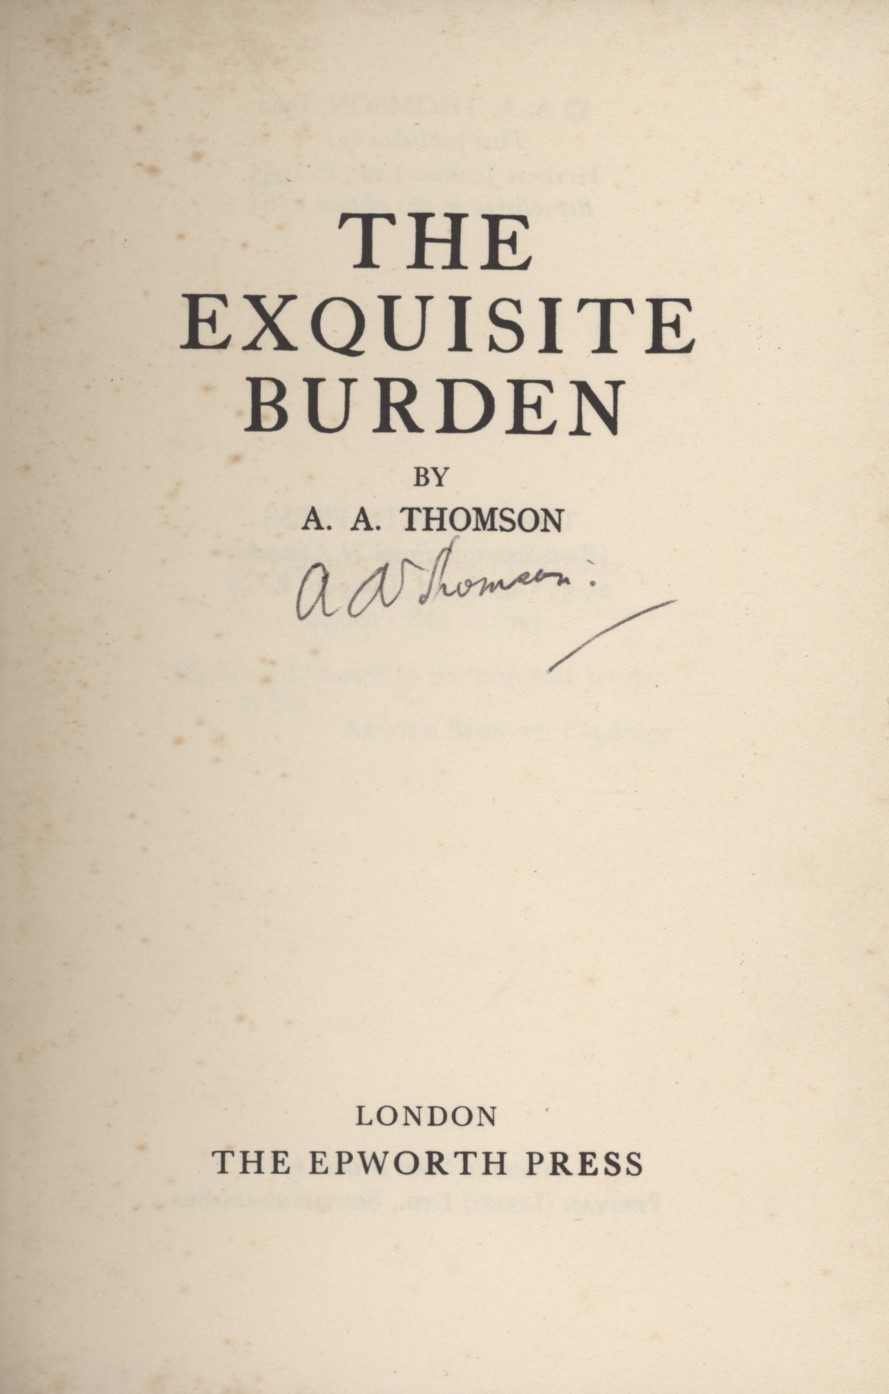 THE
EXQUISITE
BURDEN
BY
A. A. THOMSON
A A Thomson.
LONDON
THE EPWORTH PRESS